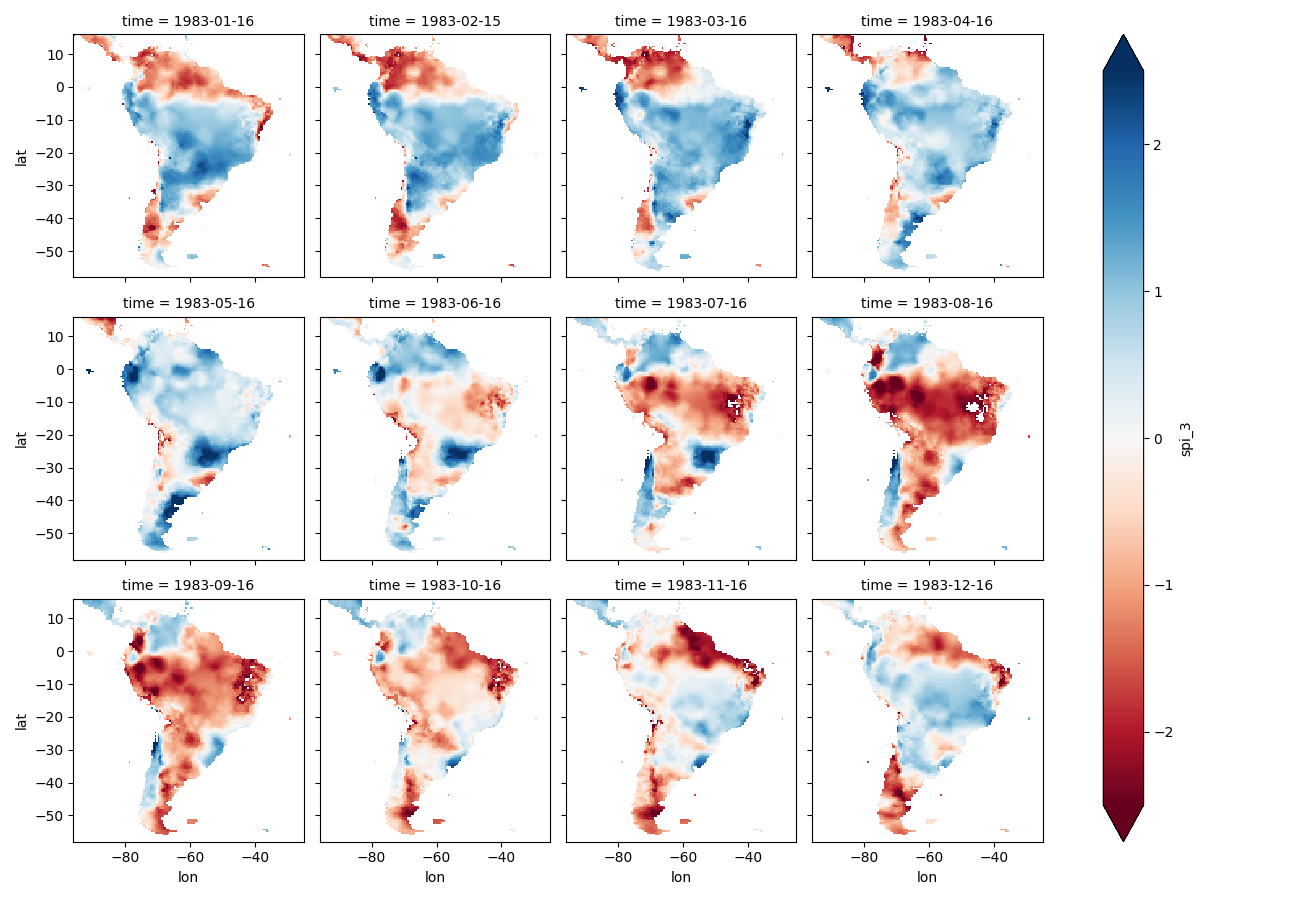 time = 1983-01-16
time = 1983-02-15
time = 1983-03-16
time = 1983-04-16
10
0
−10
−20
−30
−40
−50
lat
time = 1983-05-16
time = 1983-06-16
time = 1983-07-16
time = 1983-08-16
10
0
−10
−20
−30
−40
−50
lat
time = 1983-09-16
time = 1983-10-16
time = 1983-11-16
time = 1983-12-16
10
0
−10
−20
−30
−40
−50
lat
−80
−60
−40
lon
−80
−60
−40
lon
−80
−60
−40
lon
−80
−60
−40
lon
2
1
0
−1
−2
spi_3